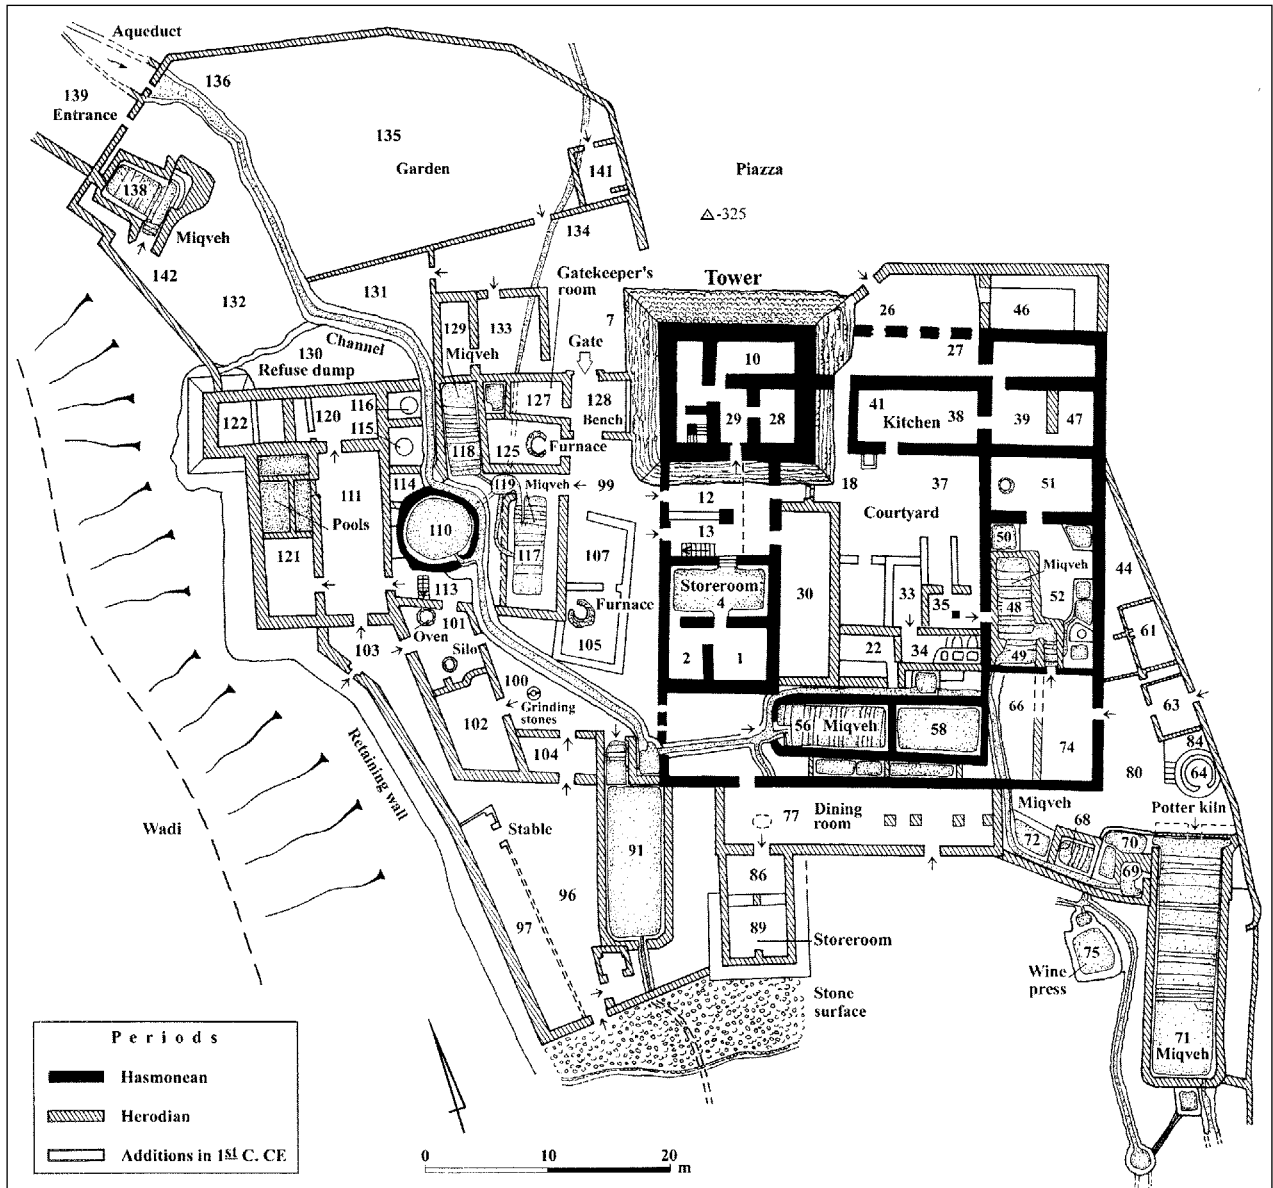 Aqueduct
136
139
Entrance
135
Garden
141
Piazza
138
-325
134
Miqveh
142
Tower
Gatekeeper's
room
132
131
129
133
7
26
46
Gate
27
Channel
Miqveh
10
130
Refuse dump
116
127
128
41
38
39
47
122
120
29
28
Kitchen
115
Bench
118
125
Furnace
114
119
Miqveh
99
12
18
37
51
111
Pools
110
13
Courtyard
50
Miqveh
121
117
107
44
Storeroom
4
52
113
30
33
35
48
Furnace
Oven
101
105
61
103
Silo
2
1
22
34
49
100
Grinding
stones
102
66
63
56
Miqveh
58
74
84
104
80
64
Retaining wall
Miqveh
68
Potter kiln
Wadi
Stable
77
Dining
room
72
70
91
86
69
96
97
89
Storeroom
75
Wine
press
Stone
surface
71
Miqveh
Periods
Hasmonean
Herodian
Additions in 1st C. CE
0
10
20
m